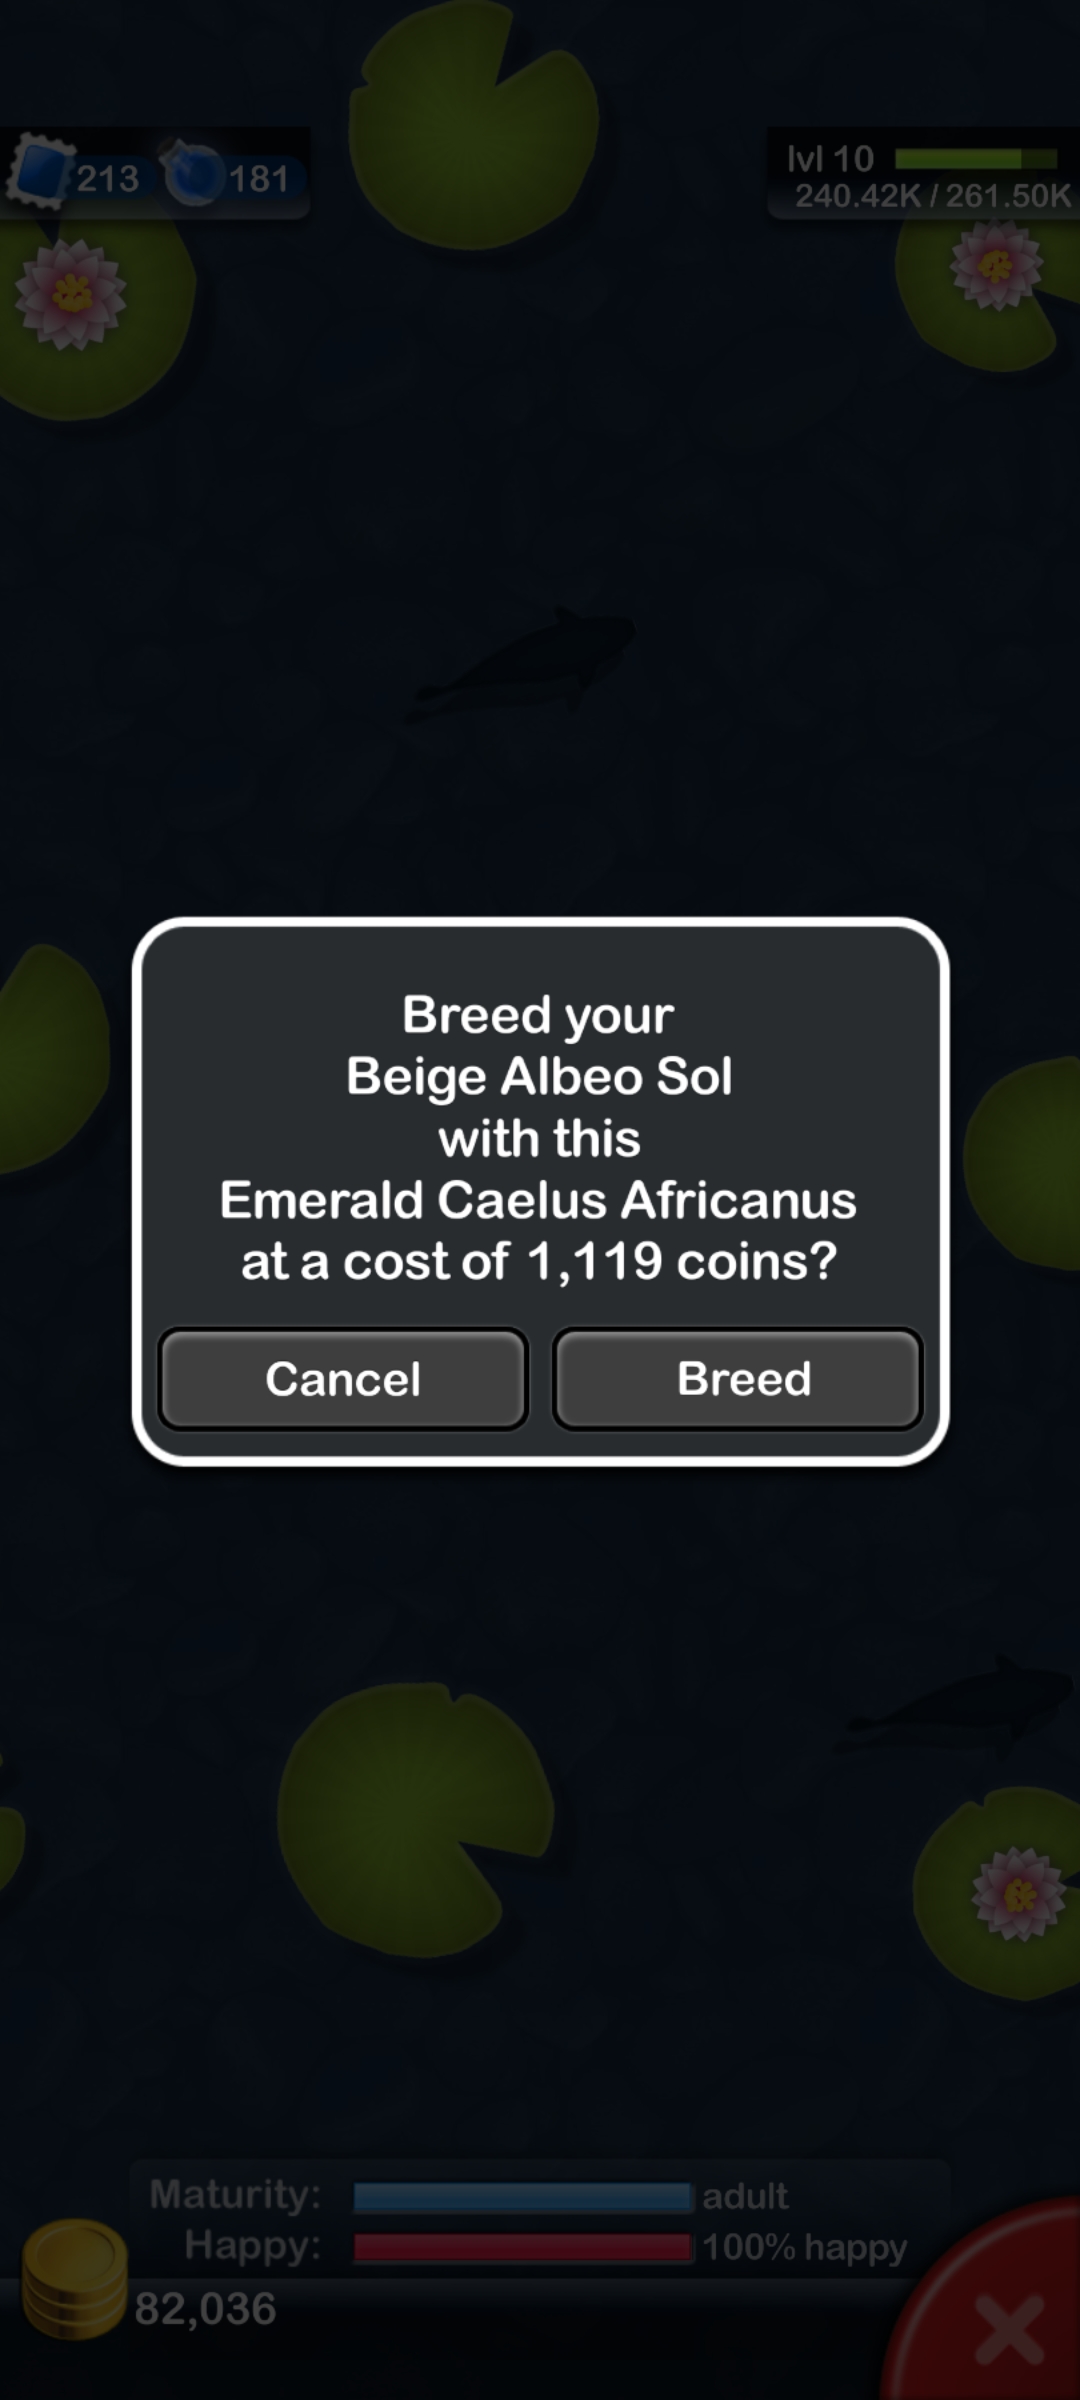 213 181
lvl 10
240.42K / 261.50K
Breed your
Beige Albeo Sol
with this
Emerald Caelus Africanus
at a cost of 1,119 coins?
Cancel Breed
Maturity: adult
Happy: 100% happy
82,036